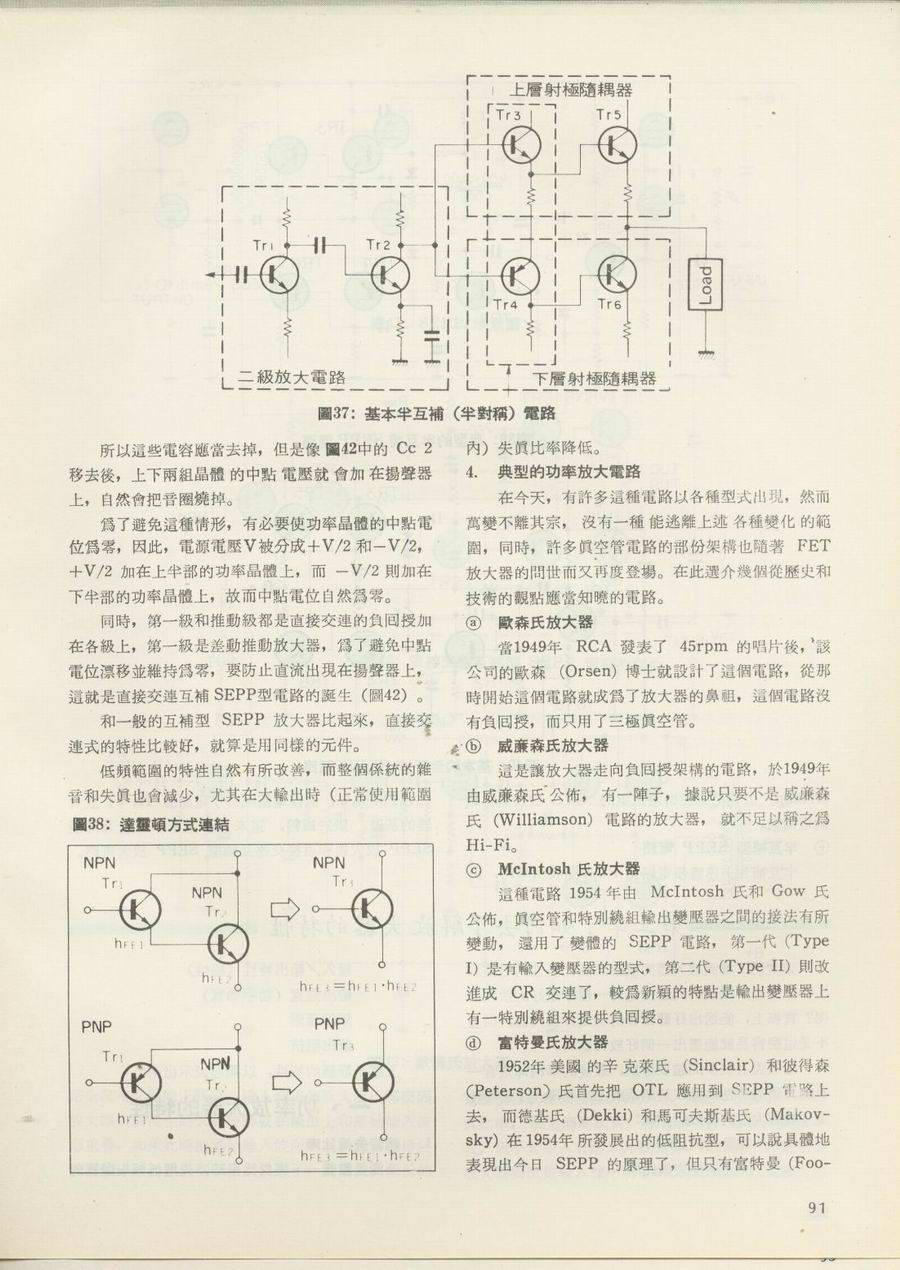 上層射極隨耦器
Tr3
Tr5
Tr1
Tr2
Tr4
Tr6
Load
二級放大電路
下層射極隨耦器
圖37：基本半互補（半對稱）電路
所以這些電容應當去掉，但是像圖42中的 Cc 2
移去後，上下兩組晶體的中點電壓就會加在揚聲器
上，自然會把音圈燒掉。
爲了避免這種情形，有必要使功率晶體的中點電
位爲零，因此，電源電壓V被分成＋V/2 和－V/2，
＋V/2 加在上半部的功率晶體上，而 －V/2 則加在
下半部的功率晶體上，故而中點電位自然爲零。
同時，第一級和推動級都是直接交連的負回授加
在各級上，第一級是差動推動放大器，爲了避免中點
電位漂移並維持爲零，要防止直流出現在揚聲器上，
這就是直接交連互補 SEPP型電路的誕生（圖42）。
和一般的互補型 SEPP 放大器比起來，直接交
連式的特性比較好，就算是用同樣的元件。
低頻範圍的特性自然有所改善，而整個係統的雜
音和失眞也會減少，尤其在大輸出時（正常使用範圍
圖38：達靈頓方式連結
NPN
Tr1
NPN
Tr2
hFE1
hFE2
NPN
Tr3
hFE3=hFE1·hFE2
PNP
Tr1
NPN
Tr2
hFE1
hFE2
PNP
Tr3
hFE3=hFE1·hFE2
內）失眞比率降低。
4. 典型的功率放大電路
在今天，有許多這種電路以各種型式出現，然而
萬變不離其宗，沒有一種能逃離上述各種變化的範
圍，同時，許多眞空管電路的部份架構也隨著 FET
放大器的問世而又再度登場。在此選介幾個從歷史和
技術的觀點應當知曉的電路。
ⓐ 歐森氏放大器
當1949年 RCA 發表了 45rpm 的唱片後，該
公司的歐森 （Orsen）博士就設計了這個電路，從那
時開始這個電路就成爲了放大器的鼻祖，這個電路沒
有負回授，而只用了三極眞空管。
ⓑ 威廉森氏放大器
這是讓放大器走向負回授架構的電路，於1949年
由威廉森氏公佈，有一陣子，據說只要不是威廉森
氏 （Williamson） 電路的放大器，就不足以稱之爲
Hi-Fi。
ⓒ McIntosh 氏放大器
這種電路 1954 年由 McIntosh 氏和 Gow 氏
公佈，眞空管和特別繞組輸出變壓器之間的接法有所
變動，還用了變體的 SEPP 電路，第一代（Type
I）是有輸入變壓器的型式，第二代（Type II）則改
進成 CR 交連了，較爲新穎的特點是輸出變壓器上
有一特別繞組來提供負回授。
ⓓ 富特曼氏放大器
1952年美國的辛克萊氏 （Sinclair） 和彼得森
（Peterson）氏首先把 OTL 應用到 SEPP 電路上
去，而德基氏 （Dekki） 和馬可夫斯基氏 （Makov-
sky）在1954年所發展出的低阻抗型，可以說具體地
表現出今日 SEPP 的原理了，但只有富特曼（Foo-
91